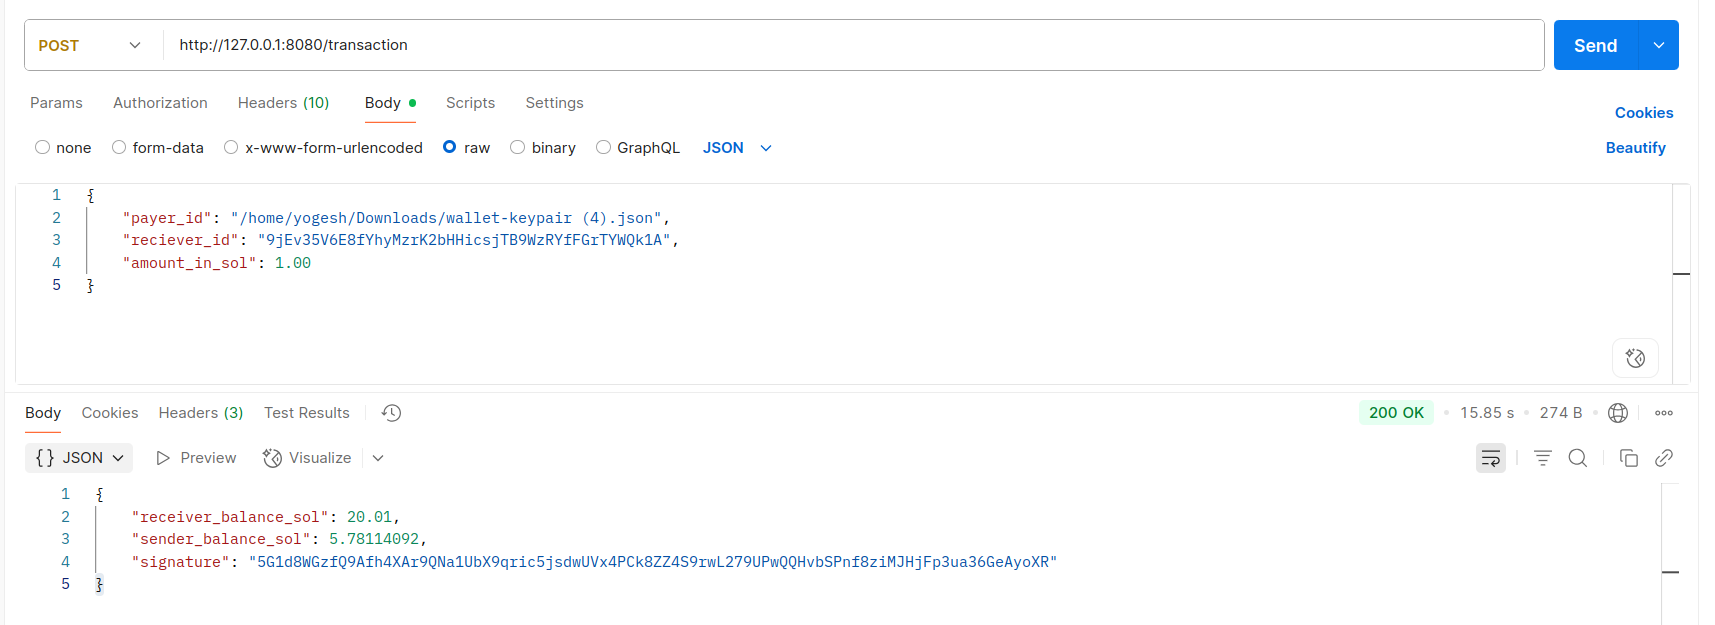 POST http://127.0.0.1:8080/transaction Send
Params Authorization Headers (10) Body Scripts Settings Cookies
none form-data x-www-form-urlencoded raw binary GraphQL JSON Beautify
1 {
2 "payer_id": "/home/yogesh/Downloads/wallet-keypair (4).json",
3 "reciever_id": "9jEv35V6E8fYhyMzrK2bHHicsjTB9WzRYfFGrTYWQk1A",
4 "amount_in_sol": 1.00
5 }
Body Cookies Headers (3) Test Results 200 OK 15.85 s 274 B
{} JSON Preview Visualize
1 {
2 "receiver_balance_sol": 20.01,
3 "sender_balance_sol": 5.78114092,
4 "signature": "5G1d8WGzfQ9Afh4XAr9QNa1UbX9qric5jsdwUVx4PCk8ZZ4S9rwL279UPwQQHvbSPnf8ziMJHjFp3ua36GeAyoXR"
5 }